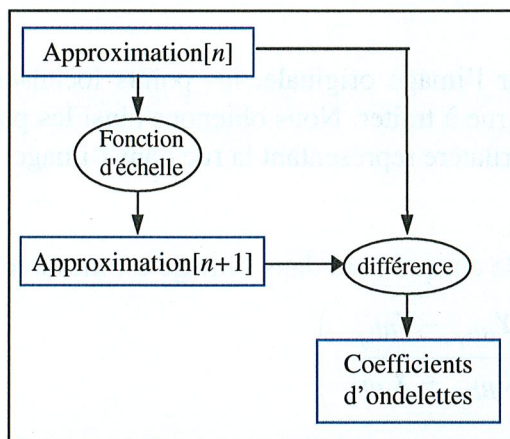 Approximation[n]
Fonction
d'échelle
Approximation[n+1]
différence
Coefficients
d'ondelettes